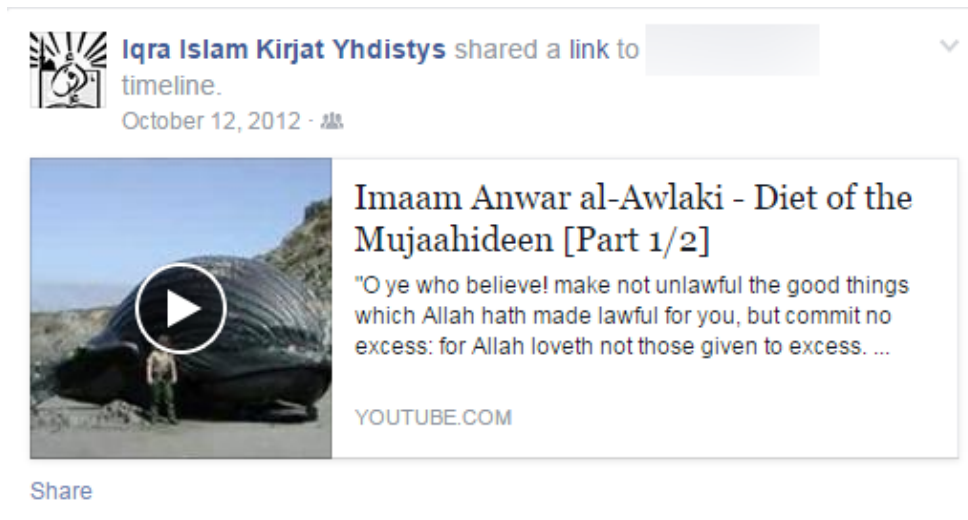 Iqra Islam Kirjat Yhdistys shared a link to
timeline.
October 12, 2012 ·
Imaam Anwar al-Awlaki - Diet of the
Mujaahideen [Part 1/2]
"O ye who believe! make not unlawful the good things
which Allah hath made lawful for you, but commit no
excess: for Allah loveth not those given to excess. ...
YOUTUBE.COM
Share